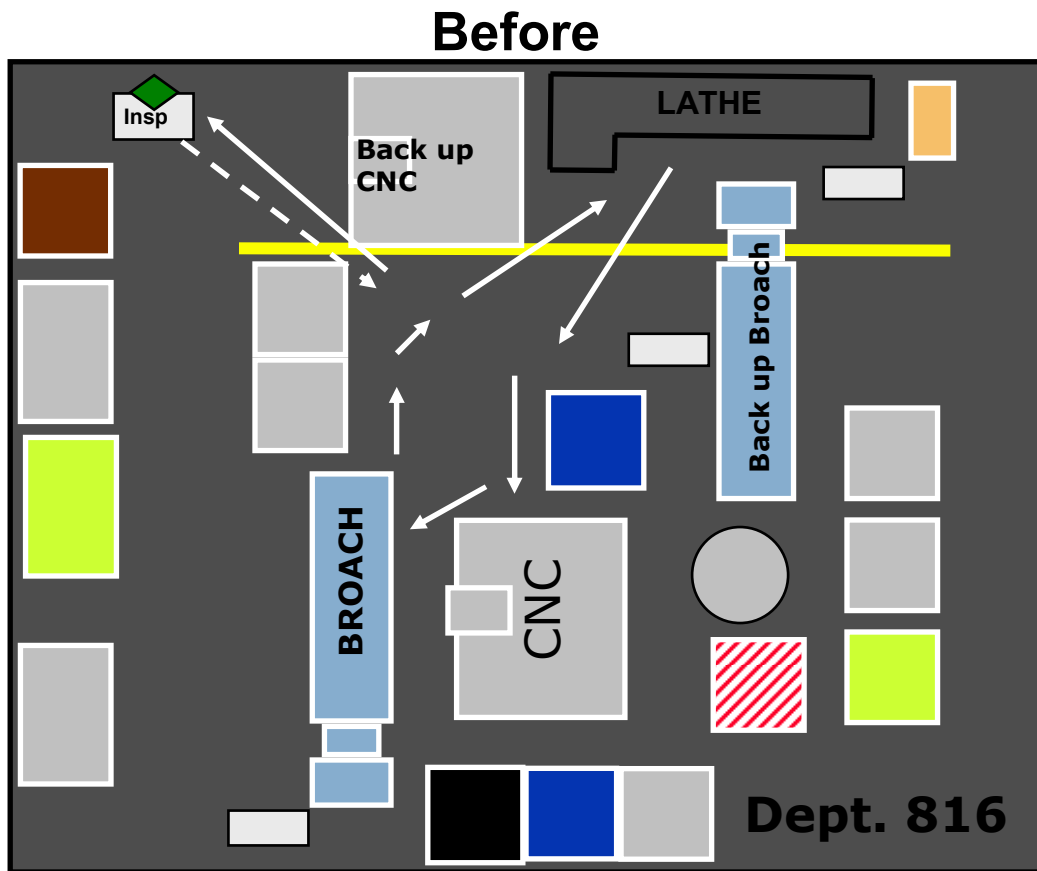 Before
Insp
LATHE
Back up
CNC
Back up Broach
BROACH
CNC
Dept. 816